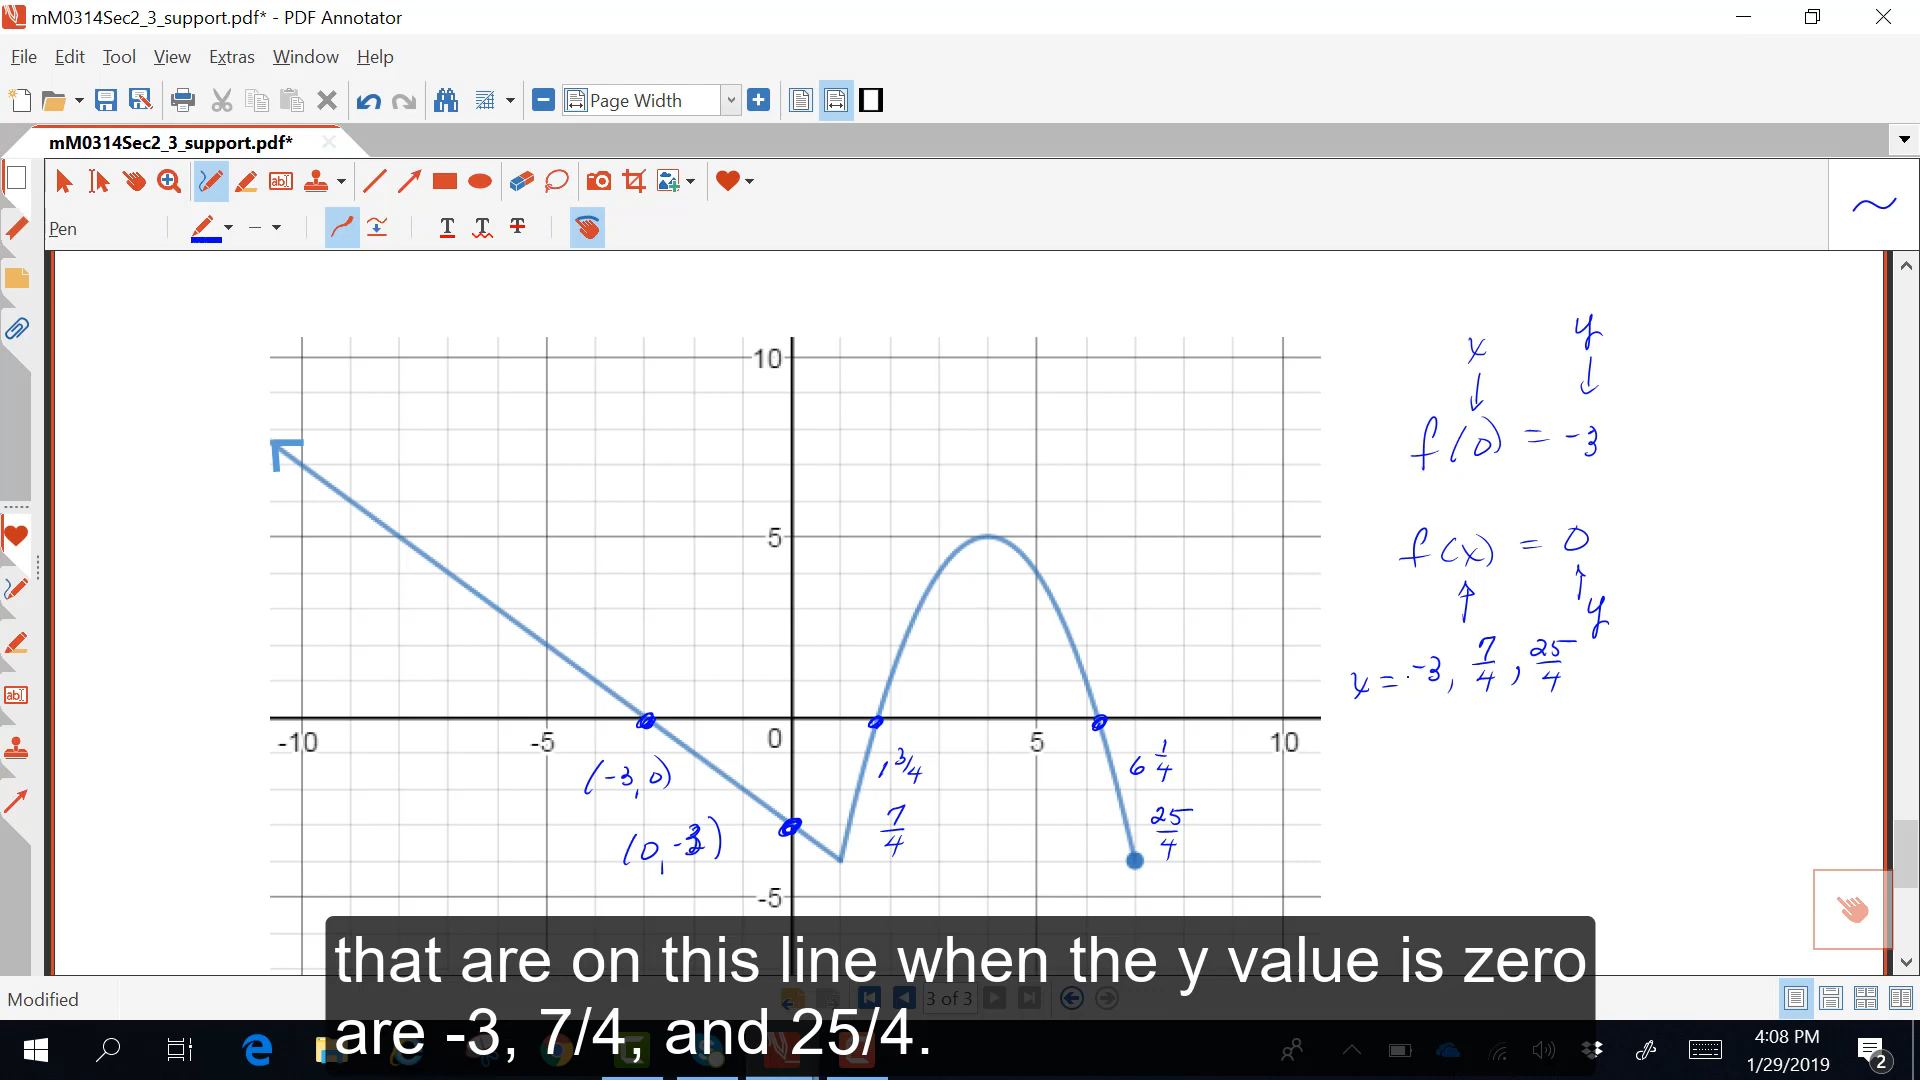 mM0314Sec2_3_support.pdf* - PDF Annotator
File Edit Tool View Extras Window Help
Page Width
mM0314Sec2_3_support.pdf*
Pen
x
y
f(0) = -3
f(x) = 0
y
x = -3, 7/4, 25/4
10
5
-10 -5 0 5 10
(-3, 0)
1 3/4
6 1/4
(0, -3)
7/4
25/4
-5
that are on this line when the y value is zero
are -3, 7/4, and 25/4.
Modified
3 of 3
4:08 PM
1/29/2019
2